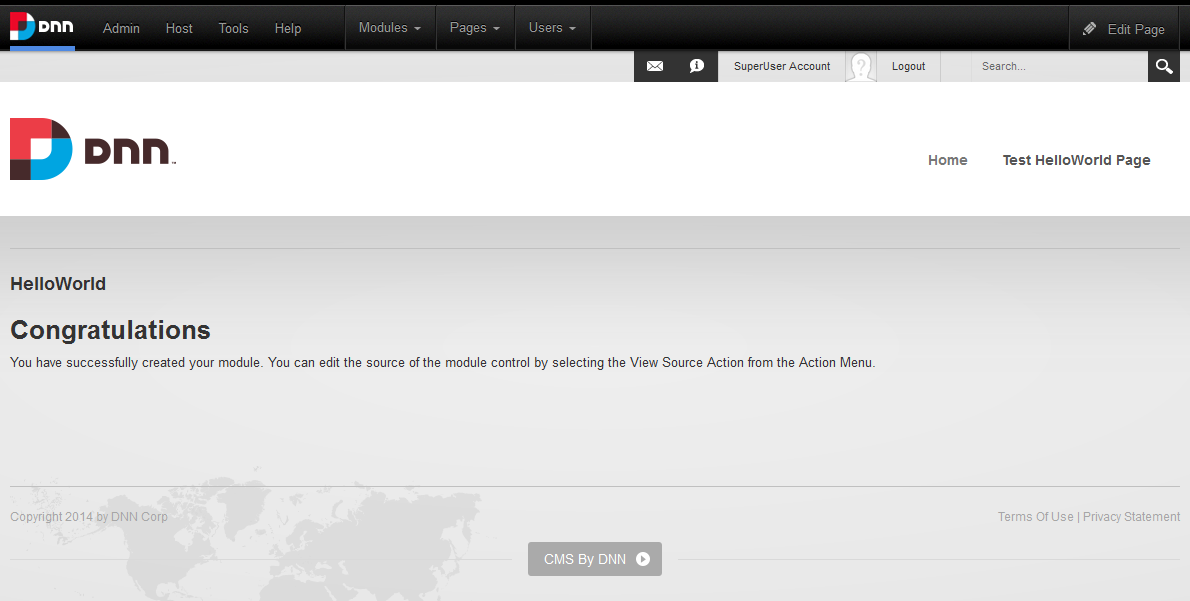 DNN Admin Host Tools Help Modules Pages Users Edit Page
SuperUser Account Logout Search...
DNN™
Home Test HelloWorld Page
HelloWorld
Congratulations
You have successfully created your module. You can edit the source of the module control by selecting the View Source Action from the Action Menu.
Copyright 2014 by DNN Corp Terms Of Use | Privacy Statement
CMS By DNN